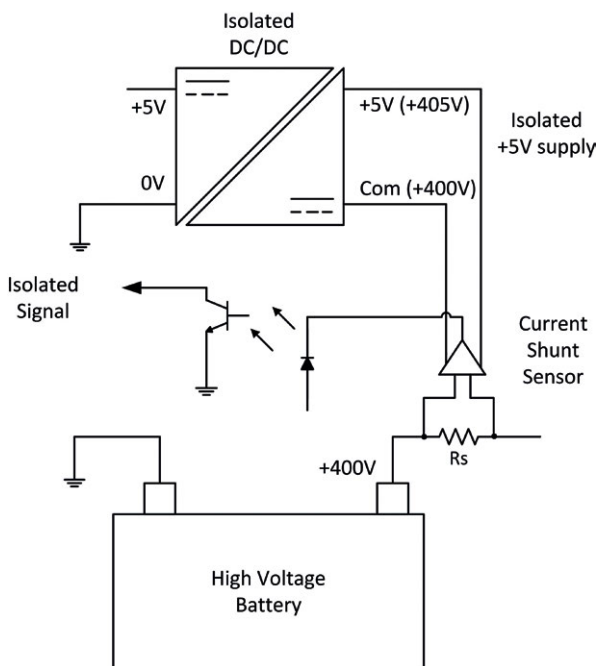 Isolated
DC/DC
+5V
+5V (+405V)
Isolated
+5V supply
0V
Com (+400V)
Isolated
Signal
Current
Shunt
Sensor
+400V
Rs
High Voltage
Battery